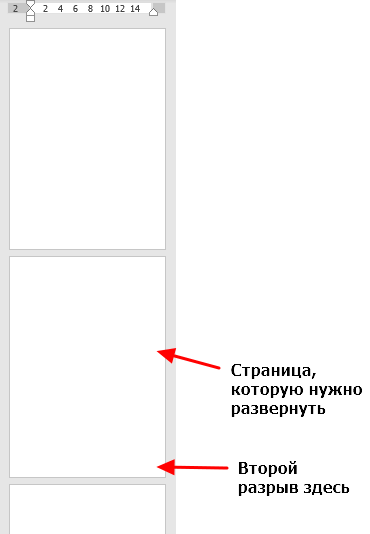 2 2 4 6 8 10 12 14
Страница,
которую нужно
развернуть
Второй
разрыв здесь